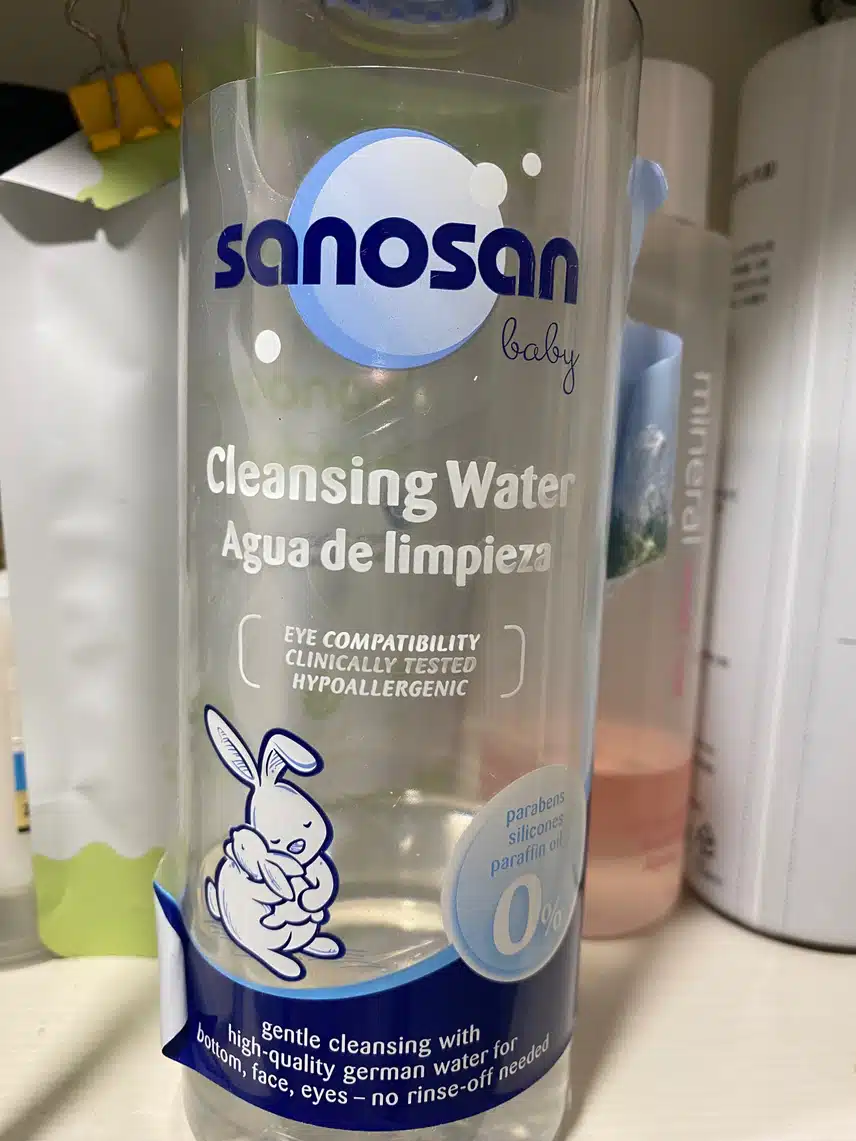 sanosan
baby
Cleansing Water
Agua de limpieza
EYE COMPATIBILITY
CLINICALLY TESTED
HYPOALLERGENIC
parabens
silicones
paraffin oil
0%
gentle cleansing with
high-quality german water for
bottom, face, eyes – no rinse-off needed
mineral